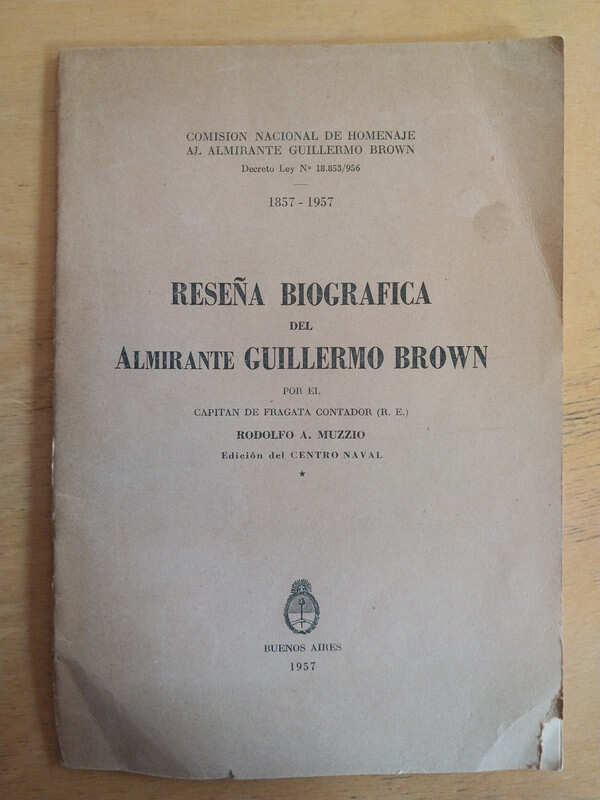 COMISION NACIONAL DE HOMENAJE
AL ALMIRANTE GUILLERMO BROWN
Decreto Ley Nº 18.853/956
1857 - 1957
RESEÑA BIOGRAFICA
DEL
ALMIRANTE GUILLERMO BROWN
POR EL
CAPITAN DE FRAGATA CONTADOR (R. E.)
RODOLFO A. MUZZIO
Edición del CENTRO NAVAL
BUENOS AIRES
1957